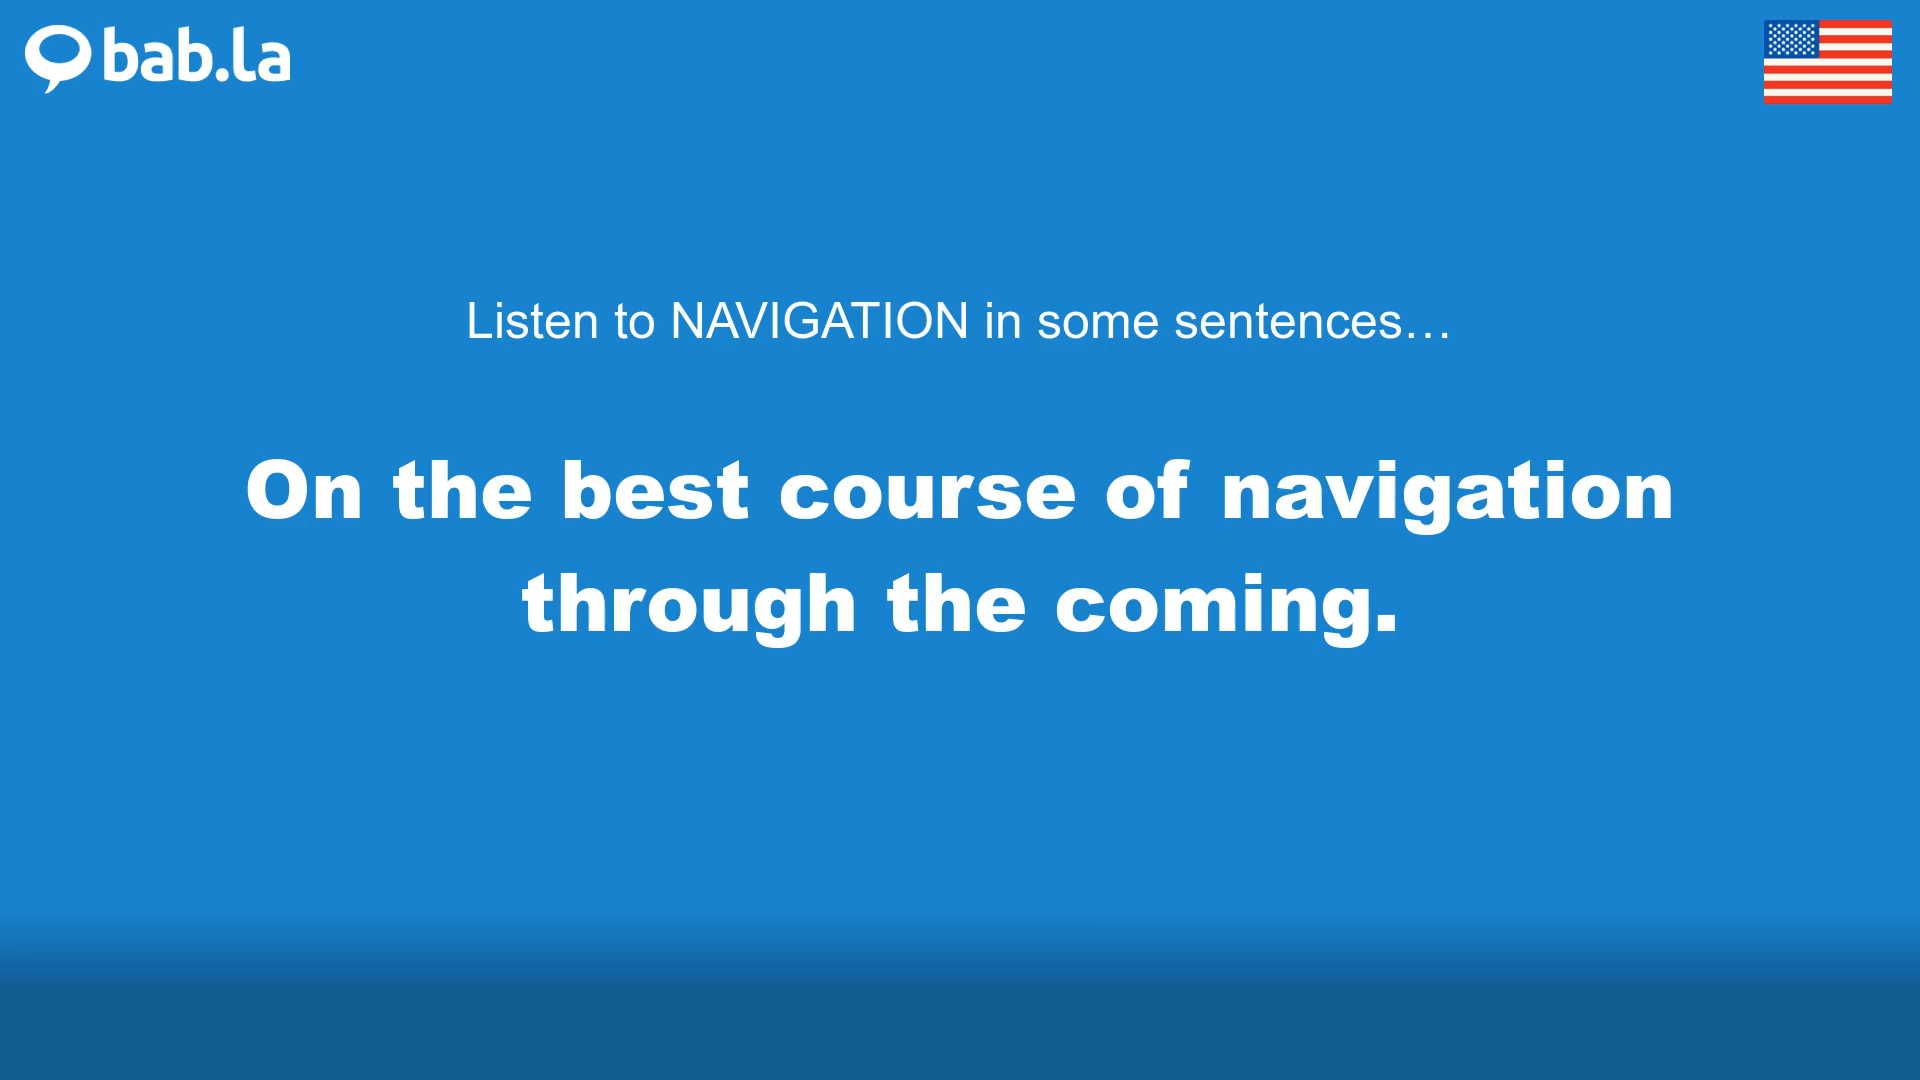 bab.la
Listen to NAVIGATION in some sentences…
On the best course of navigation
through the coming.